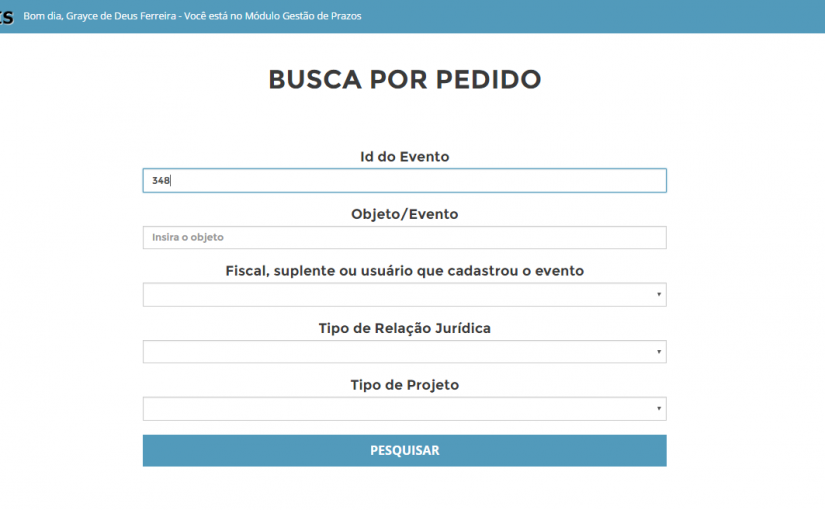 Bom dia, Grayce de Deus Ferreira - Você está no Módulo Gestão de Prazos
BUSCA POR PEDIDO
Id do Evento
348
Objeto/Evento
Insira o objeto
Fiscal, suplente ou usuário que cadastrou o evento
Tipo de Relação Jurídica
Tipo de Projeto
PESQUISAR